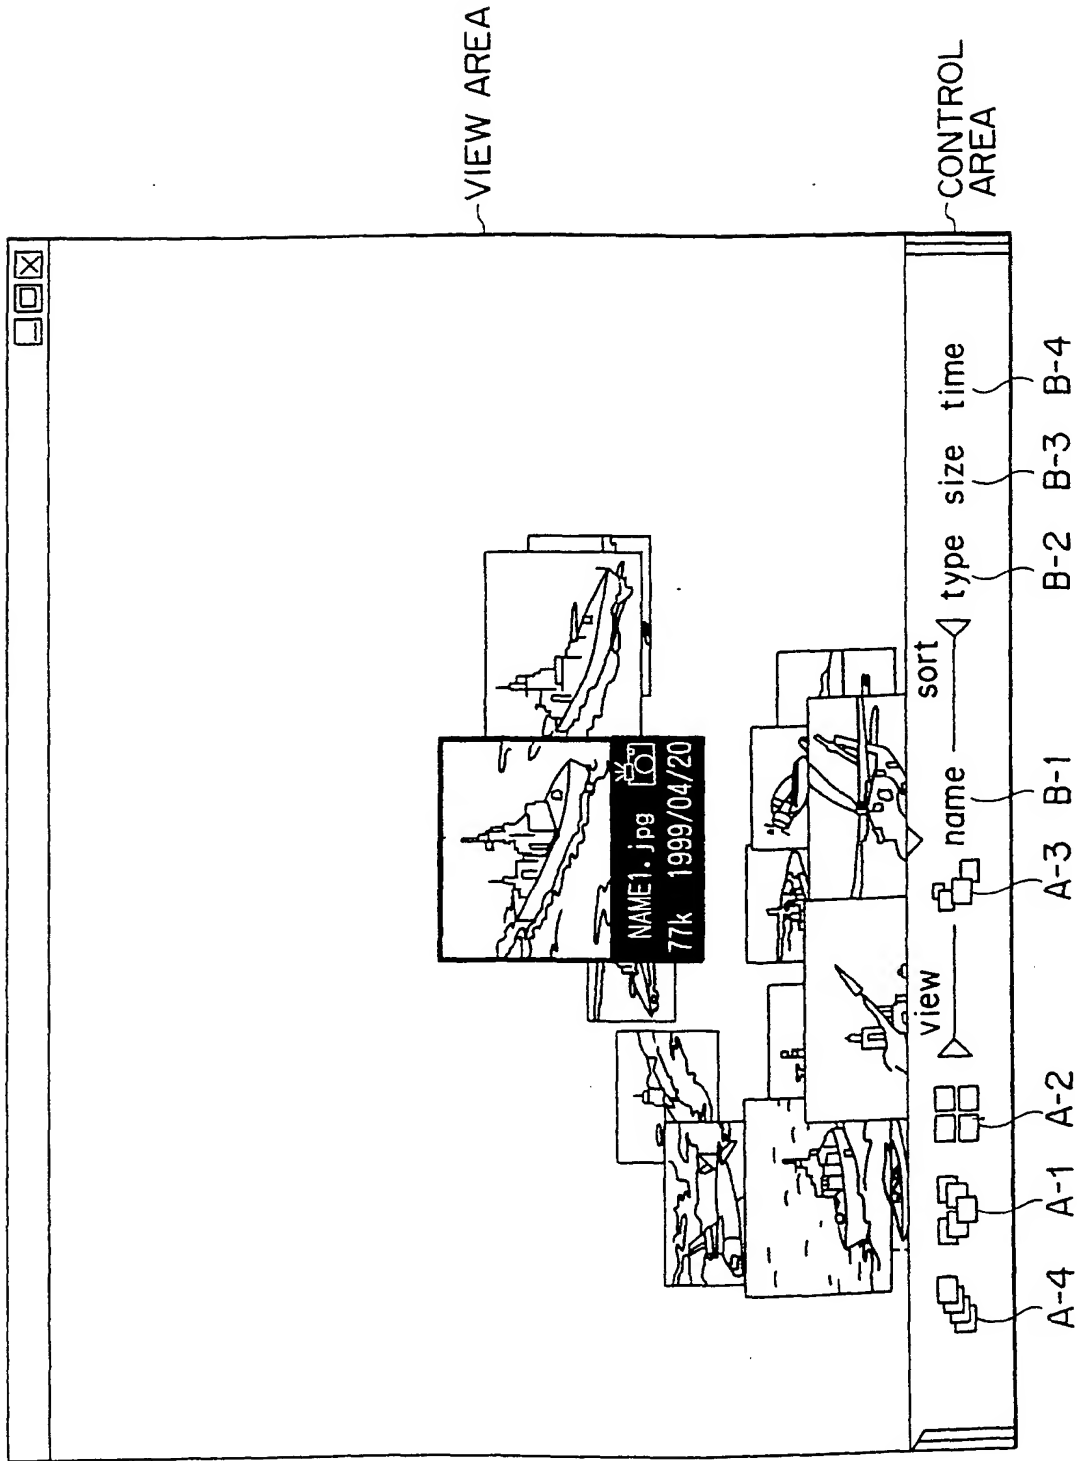 VIEW AREA
NAME1.jpg
77k 1999/04/20
view
sort
name
type
size
time
CONTROL
AREA
A-4
A-1
A-2
A-3
B-1
B-2
B-3
B-4